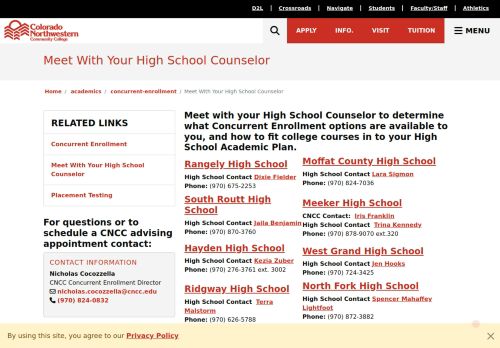 D2L | Crossroads | Navigate | Students | Faculty/Staff | Athletics
Colorado
Northwestern
Community College
APPLY INFO. VISIT TUITION MENU
Meet With Your High School Counselor
Home / academics / concurrent-enrollment / Meet With Your High School Counselor
RELATED LINKS
Concurrent Enrollment
Meet With Your High School
Counselor
Placement Testing
For questions or to
schedule a CNCC advising
appointment contact:
CONTACT INFORMATION
Nicholas Cocozzella
CNCC Concurrent Enrollment Director
nicholas.cocozella@cncc.edu
(970) 824-0832
Meet with your High School Counselor to determine
what Concurrent Enrollment options are available to
you, and how to fit college courses in to your High
School Academic Plan.
Rangely High School
High School Contact Dixie Fielder
Phone: (970) 675-2253
South Routt High
School
High School Contact Jaila Benjamin
Phone: (970) 870-3760
Hayden High School
High School Contact Kezia Zuber
Phone: (970) 276-3761 ext. 3002
Ridgway High School
High School Contact Terra
Malstorm
Phone: (970) 626-5788
Moffat County High School
High School Contact Lara Sigmon
Phone: (970) 824-7036
Meeker High School
CNCC Contact: Iris Franklin
High School Contact Trina Kennedy
Phone: (970) 878-9070 ext.320
West Grand High School
High School Contact Jen Hooks
Phone: (970) 724-3425
North Fork High School
High School Contact Spencer Mahaffey
Lightfoot
Phone: (970) 872-3882
By using this site, you agree to our Privacy Policy
X